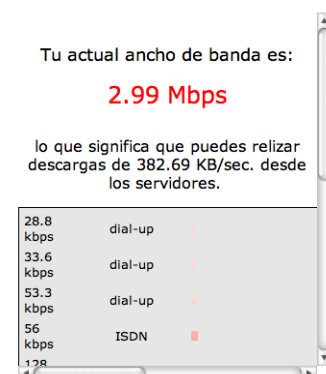 Tu actual ancho de banda es:
2.99 Mbps
lo que significa que puedes relizar
descargas de 382.69 KB/sec. desde
los servidores.
28.8
kbps dial-up
33.6
kbps dial-up
53.3
kbps dial-up
56
kbps ISDN
128